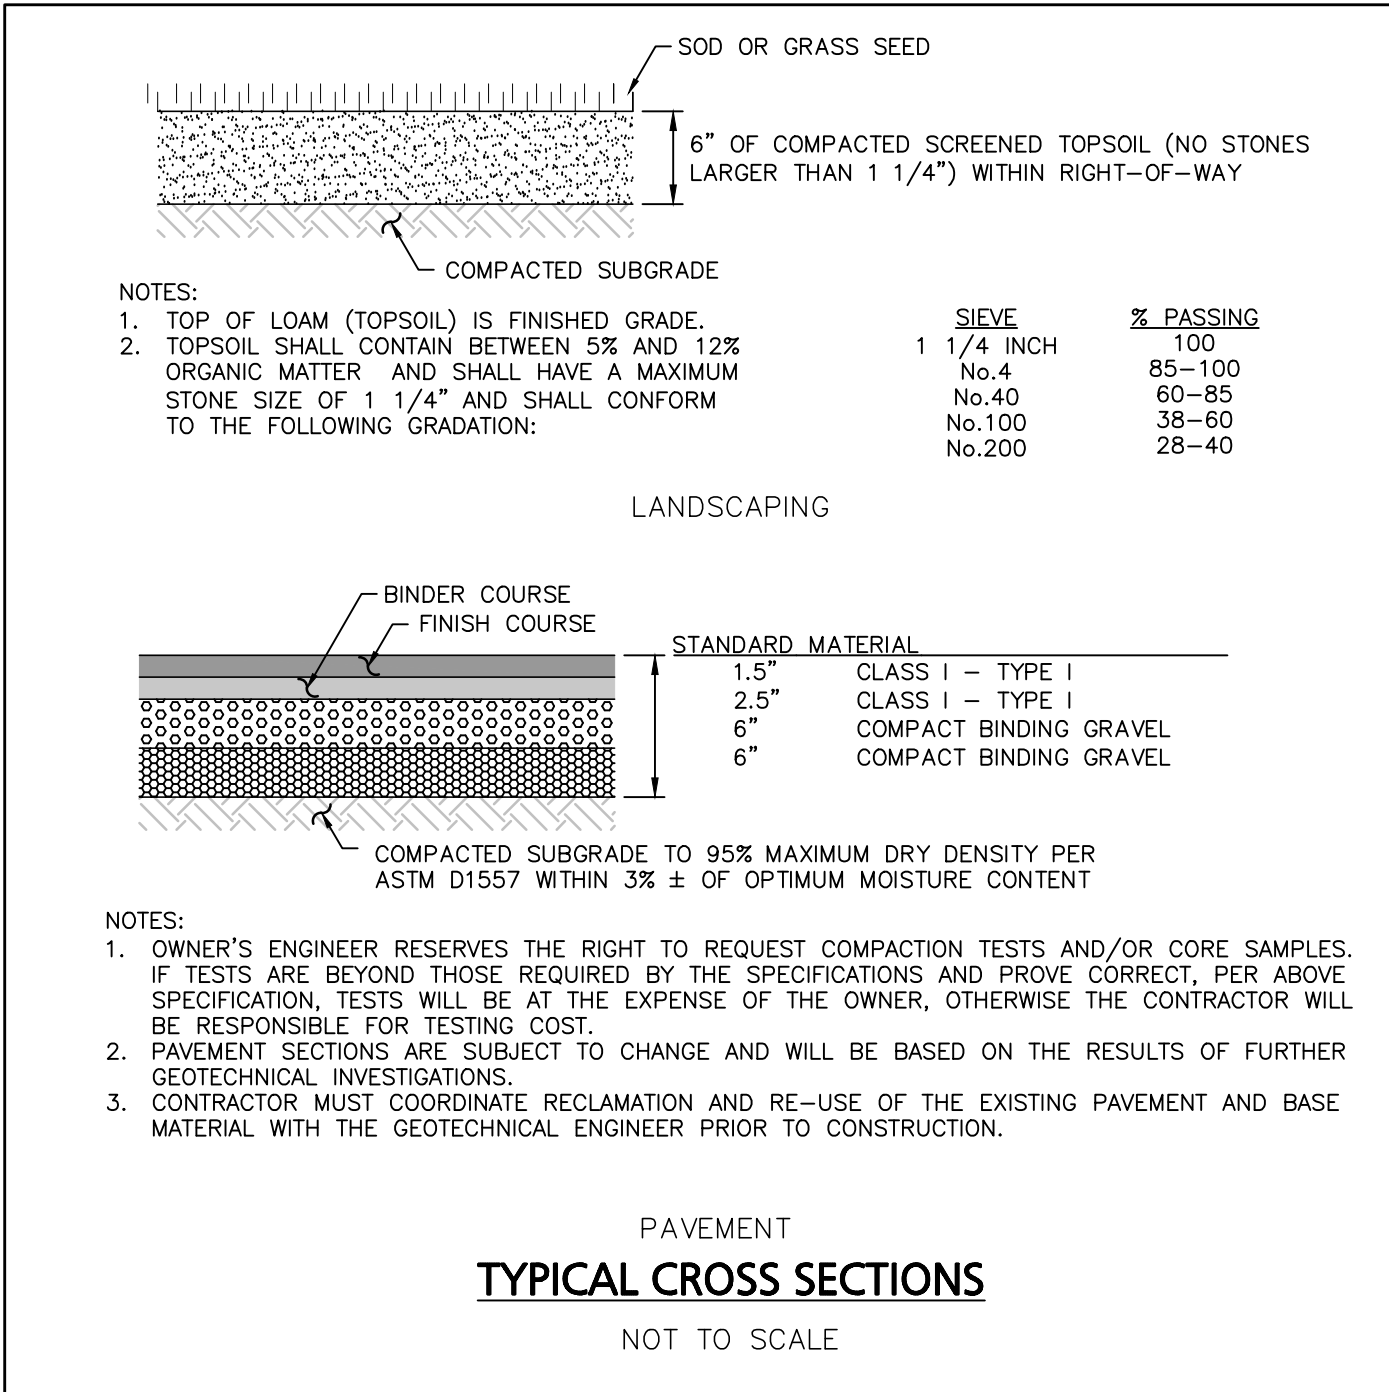 SOD OR GRASS SEED
6” OF COMPACTED SCREENED TOPSOIL (NO STONES
LARGER THAN 1 1/4”) WITHIN RIGHT–OF–WAY
COMPACTED SUBGRADE
NOTES:
1. TOP OF LOAM (TOPSOIL) IS FINISHED GRADE.
2. TOPSOIL SHALL CONTAIN BETWEEN 5% AND 12%
ORGANIC MATTER AND SHALL HAVE A MAXIMUM
STONE SIZE OF 1 1/4” AND SHALL CONFORM
TO THE FOLLOWING GRADATION:
SIEVE % PASSING
1 1/4 INCH 100
No.4 85–100
No.40 60–85
No.100 38–60
No.200 28–40
LANDSCAPING
BINDER COURSE
FINISH COURSE
STANDARD MATERIAL
1.5” CLASS I – TYPE I
2.5” CLASS I – TYPE I
6” COMPACT BINDING GRAVEL
6” COMPACT BINDING GRAVEL
COMPACTED SUBGRADE TO 95% MAXIMUM DRY DENSITY PER
ASTM D1557 WITHIN 3% ± OF OPTIMUM MOISTURE CONTENT
NOTES:
1. OWNER’S ENGINEER RESERVES THE RIGHT TO REQUEST COMPACTION TESTS AND/OR CORE SAMPLES.
IF TESTS ARE BEYOND THOSE REQUIRED BY THE SPECIFICATIONS AND PROVE CORRECT, PER ABOVE
SPECIFICATION, TESTS WILL BE AT THE EXPENSE OF THE OWNER, OTHERWISE THE CONTRACTOR WILL
BE RESPONSIBLE FOR TESTING COST.
2. PAVEMENT SECTIONS ARE SUBJECT TO CHANGE AND WILL BE BASED ON THE RESULTS OF FURTHER
GEOTECHNICAL INVESTIGATIONS.
3. CONTRACTOR MUST COORDINATE RECLAMATION AND RE–USE OF THE EXISTING PAVEMENT AND BASE
MATERIAL WITH THE GEOTECHNICAL ENGINEER PRIOR TO CONSTRUCTION.
PAVEMENT
TYPICAL CROSS SECTIONS
NOT TO SCALE